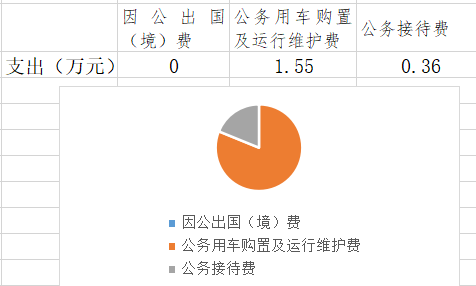 因公出国
（境）费
公务用车购置
及运行维护费
公务接待费
支出（万元） 0 1.55 0.36
因公出国（境）费
公务用车购置及运行维护费
公务接待费